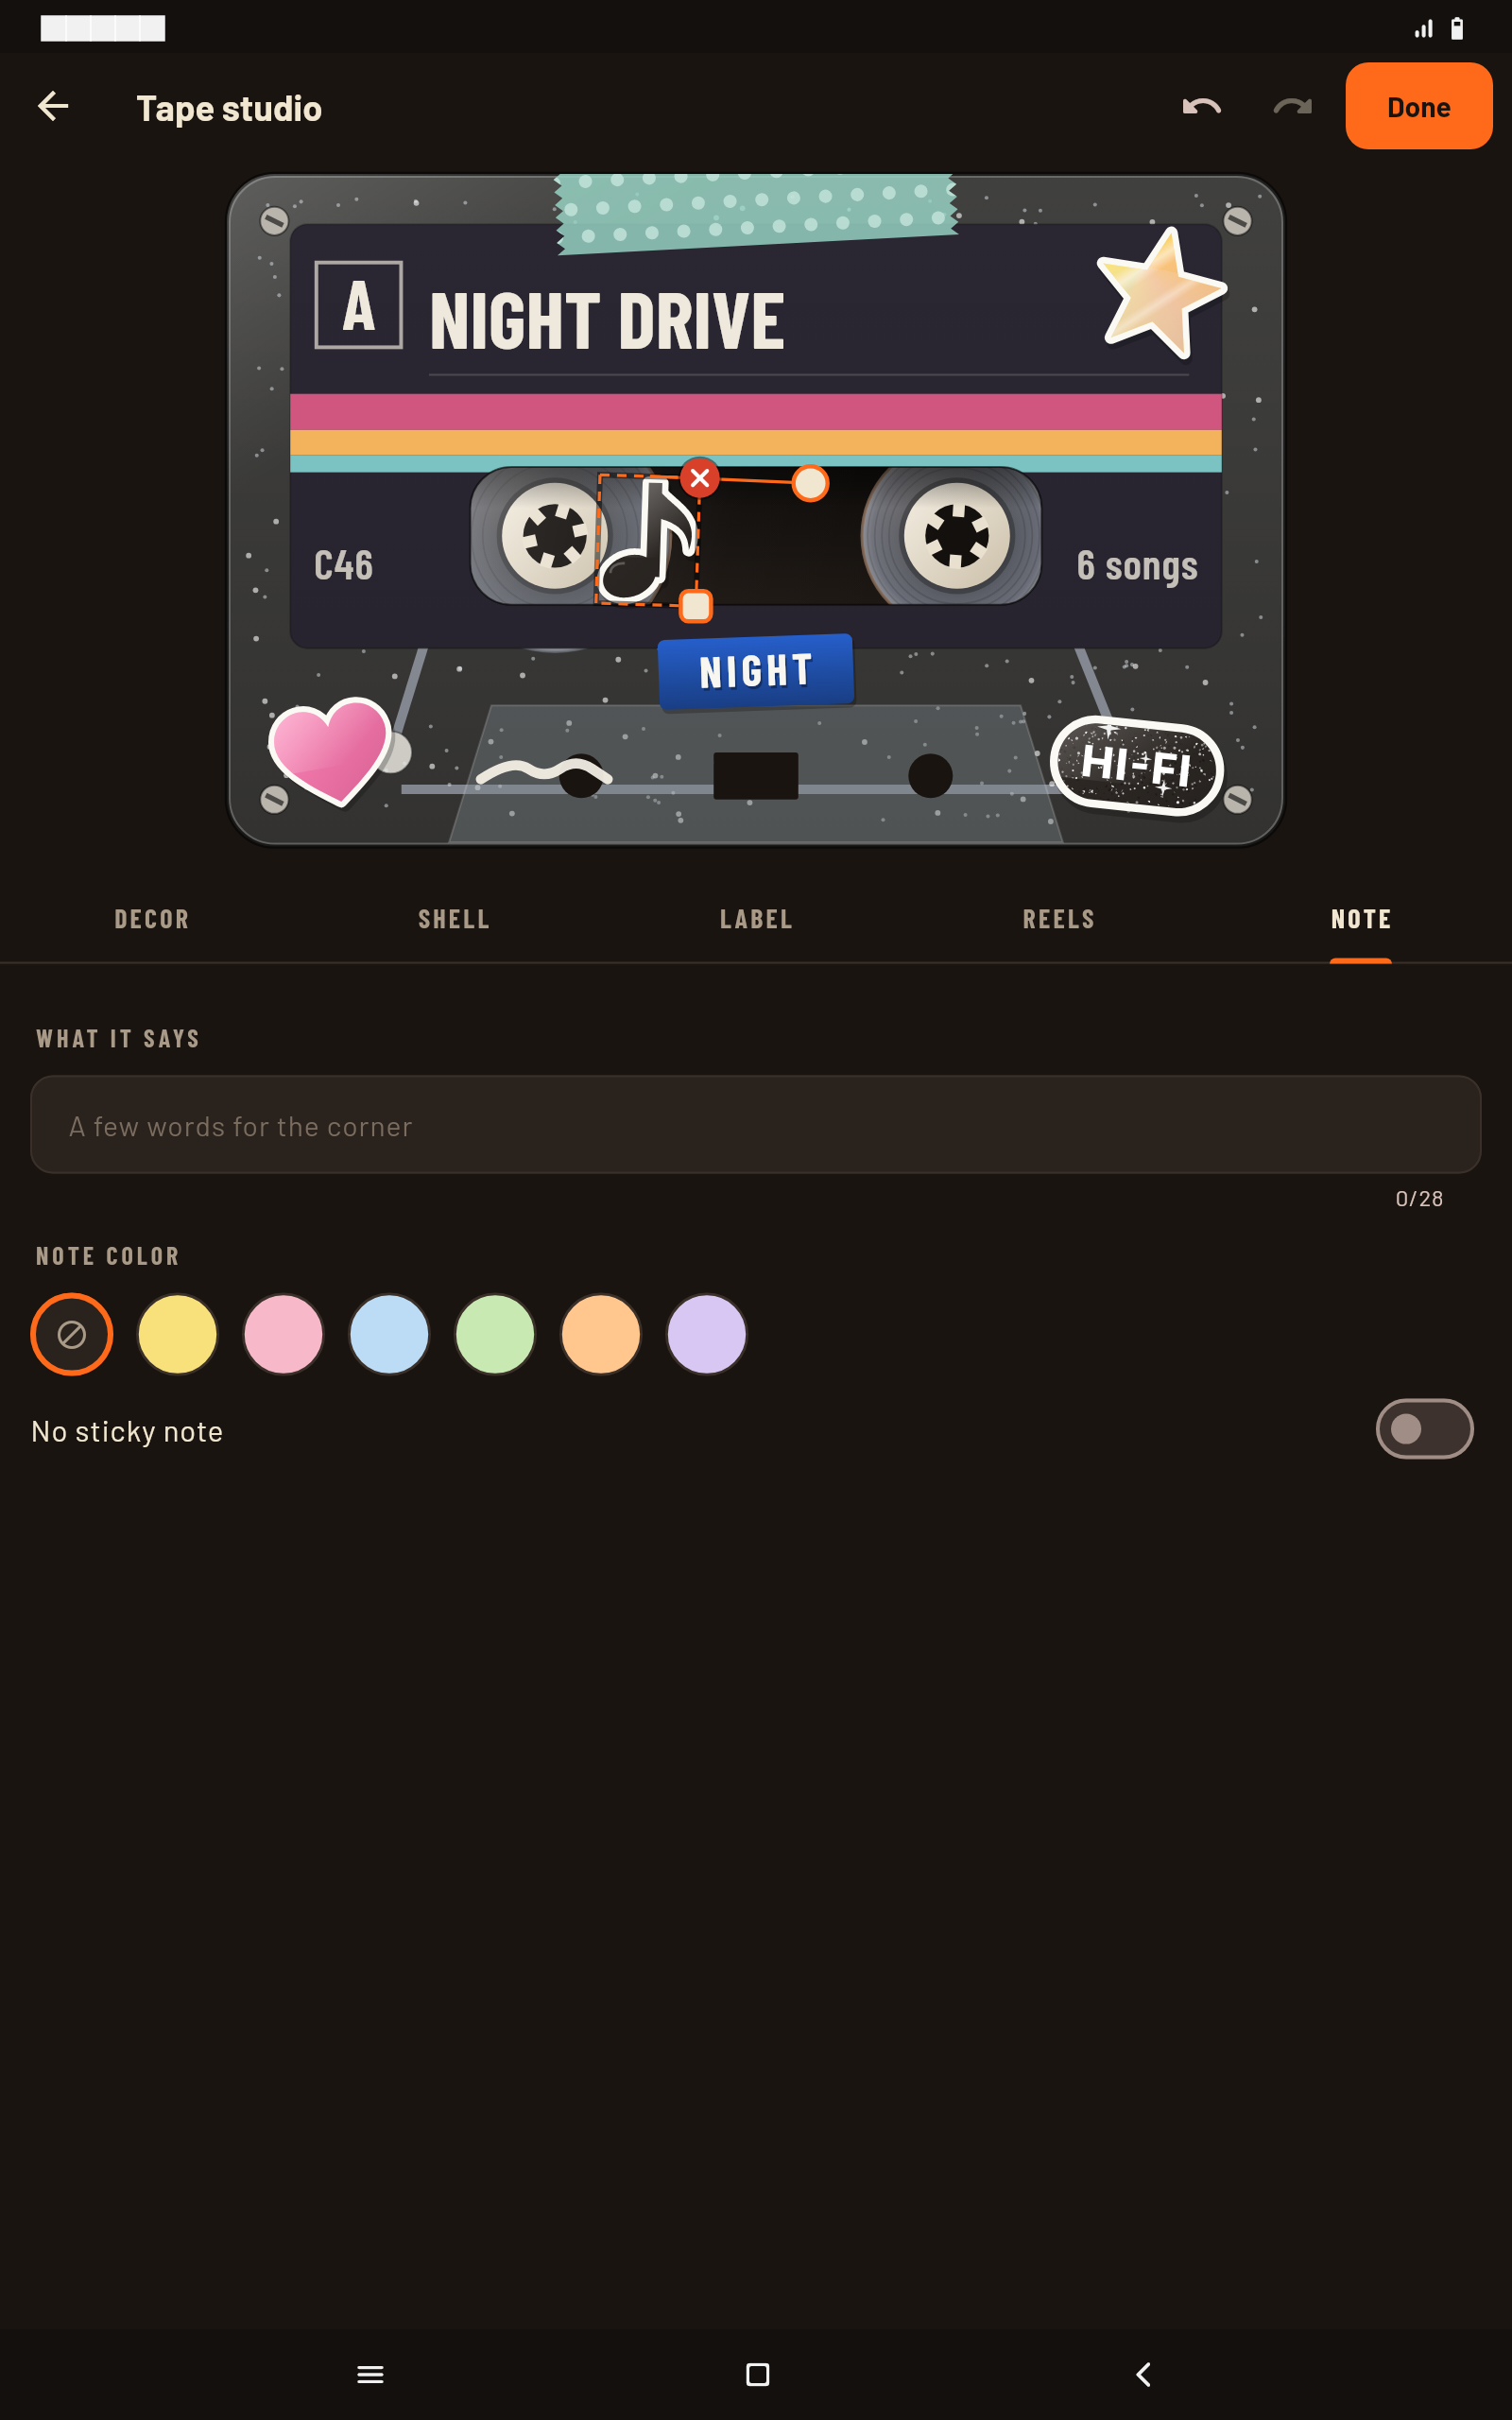 Tape studio
Done
A
NIGHT DRIVE
C46
6 songs
NIGHT
HI-FI
DECOR
SHELL
LABEL
REELS
NOTE
WHAT IT SAYS
A few words for the corner
0/28
NOTE COLOR
No sticky note